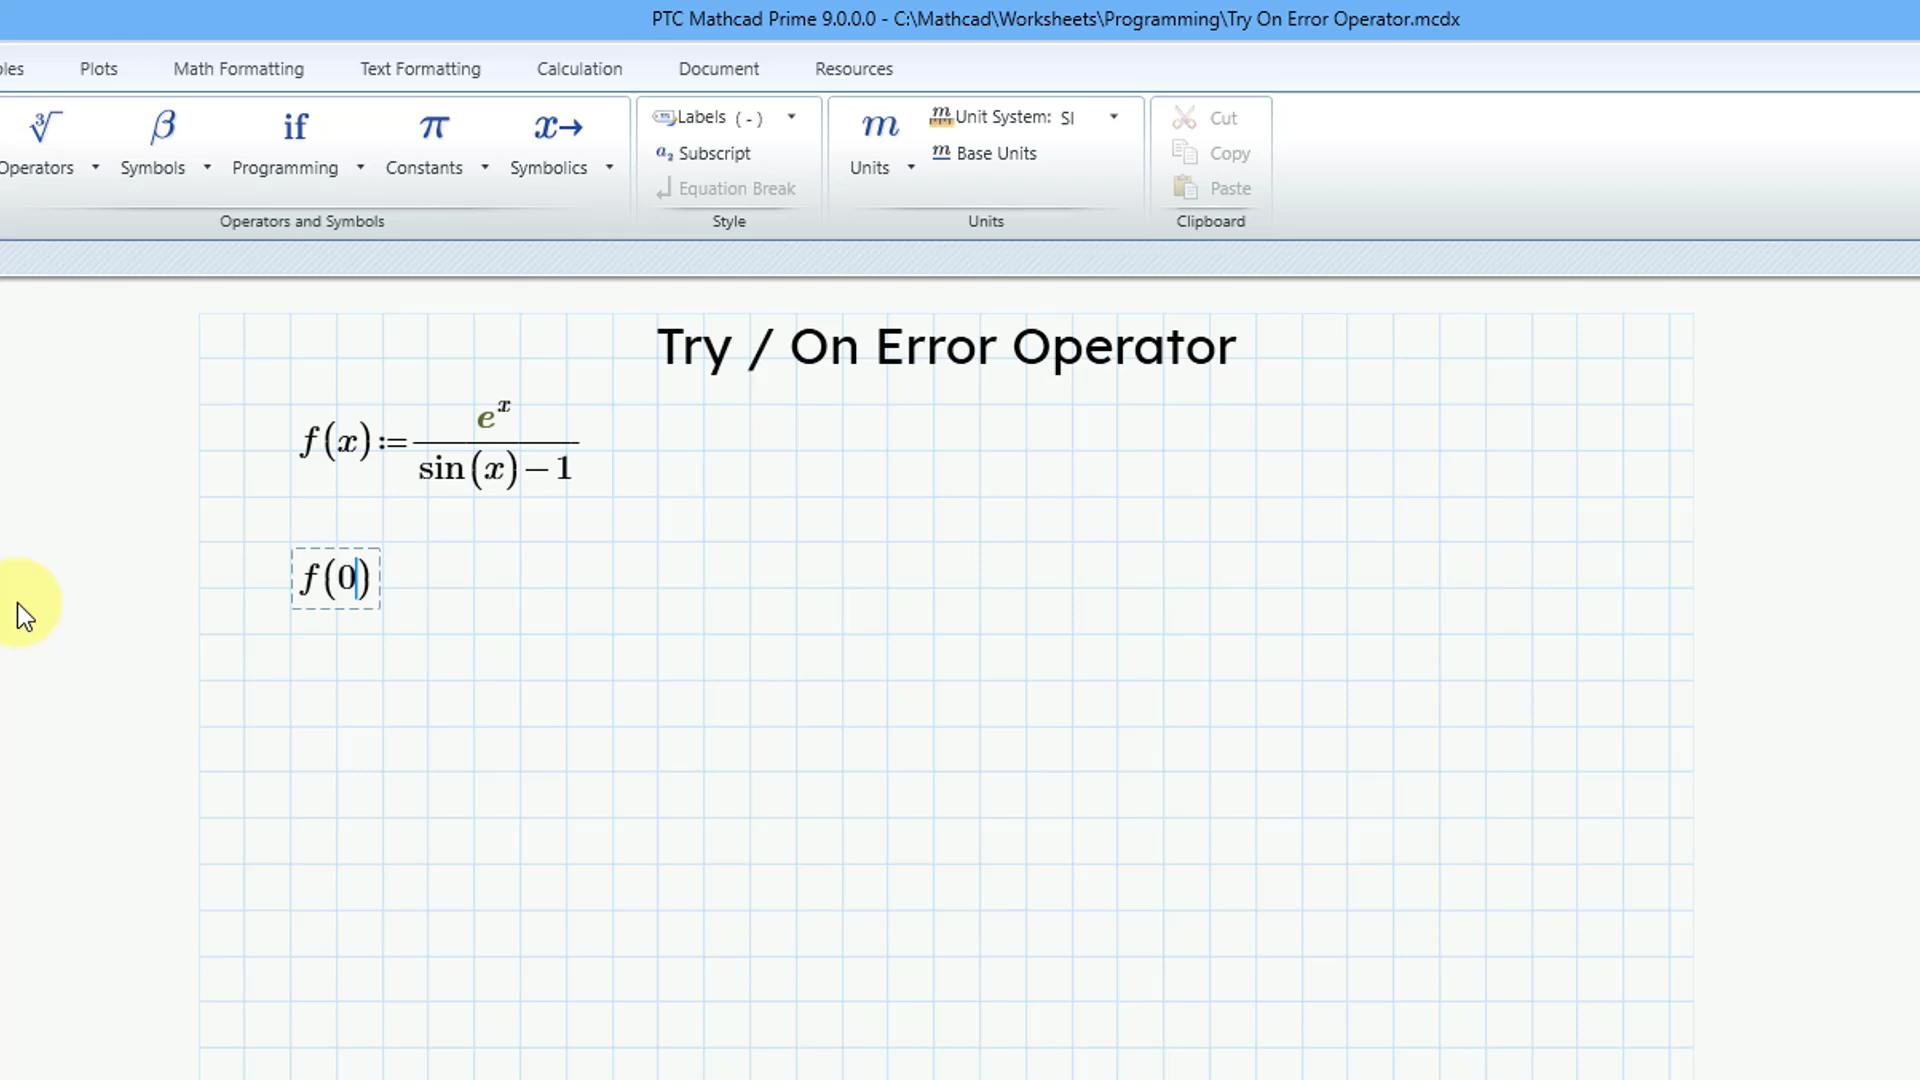 PTC Mathcad Prime 9.0.0.0 - C:\Mathcad\Worksheets\Programming\Try On Error Operator.mcdx
Plots Math Formatting Text Formatting Calculation Document Resources
3√ β if π x→
Operators Symbols Programming Constants Symbolics
Operators and Symbols
Labels ( - )
Subscript
Equation Break
Style
m
Units
Unit System: SI
Base Units
Units
Cut
Copy
Paste
Clipboard
Try / On Error Operator
f(x):=e^x/(sin(x)−1)
f(0)